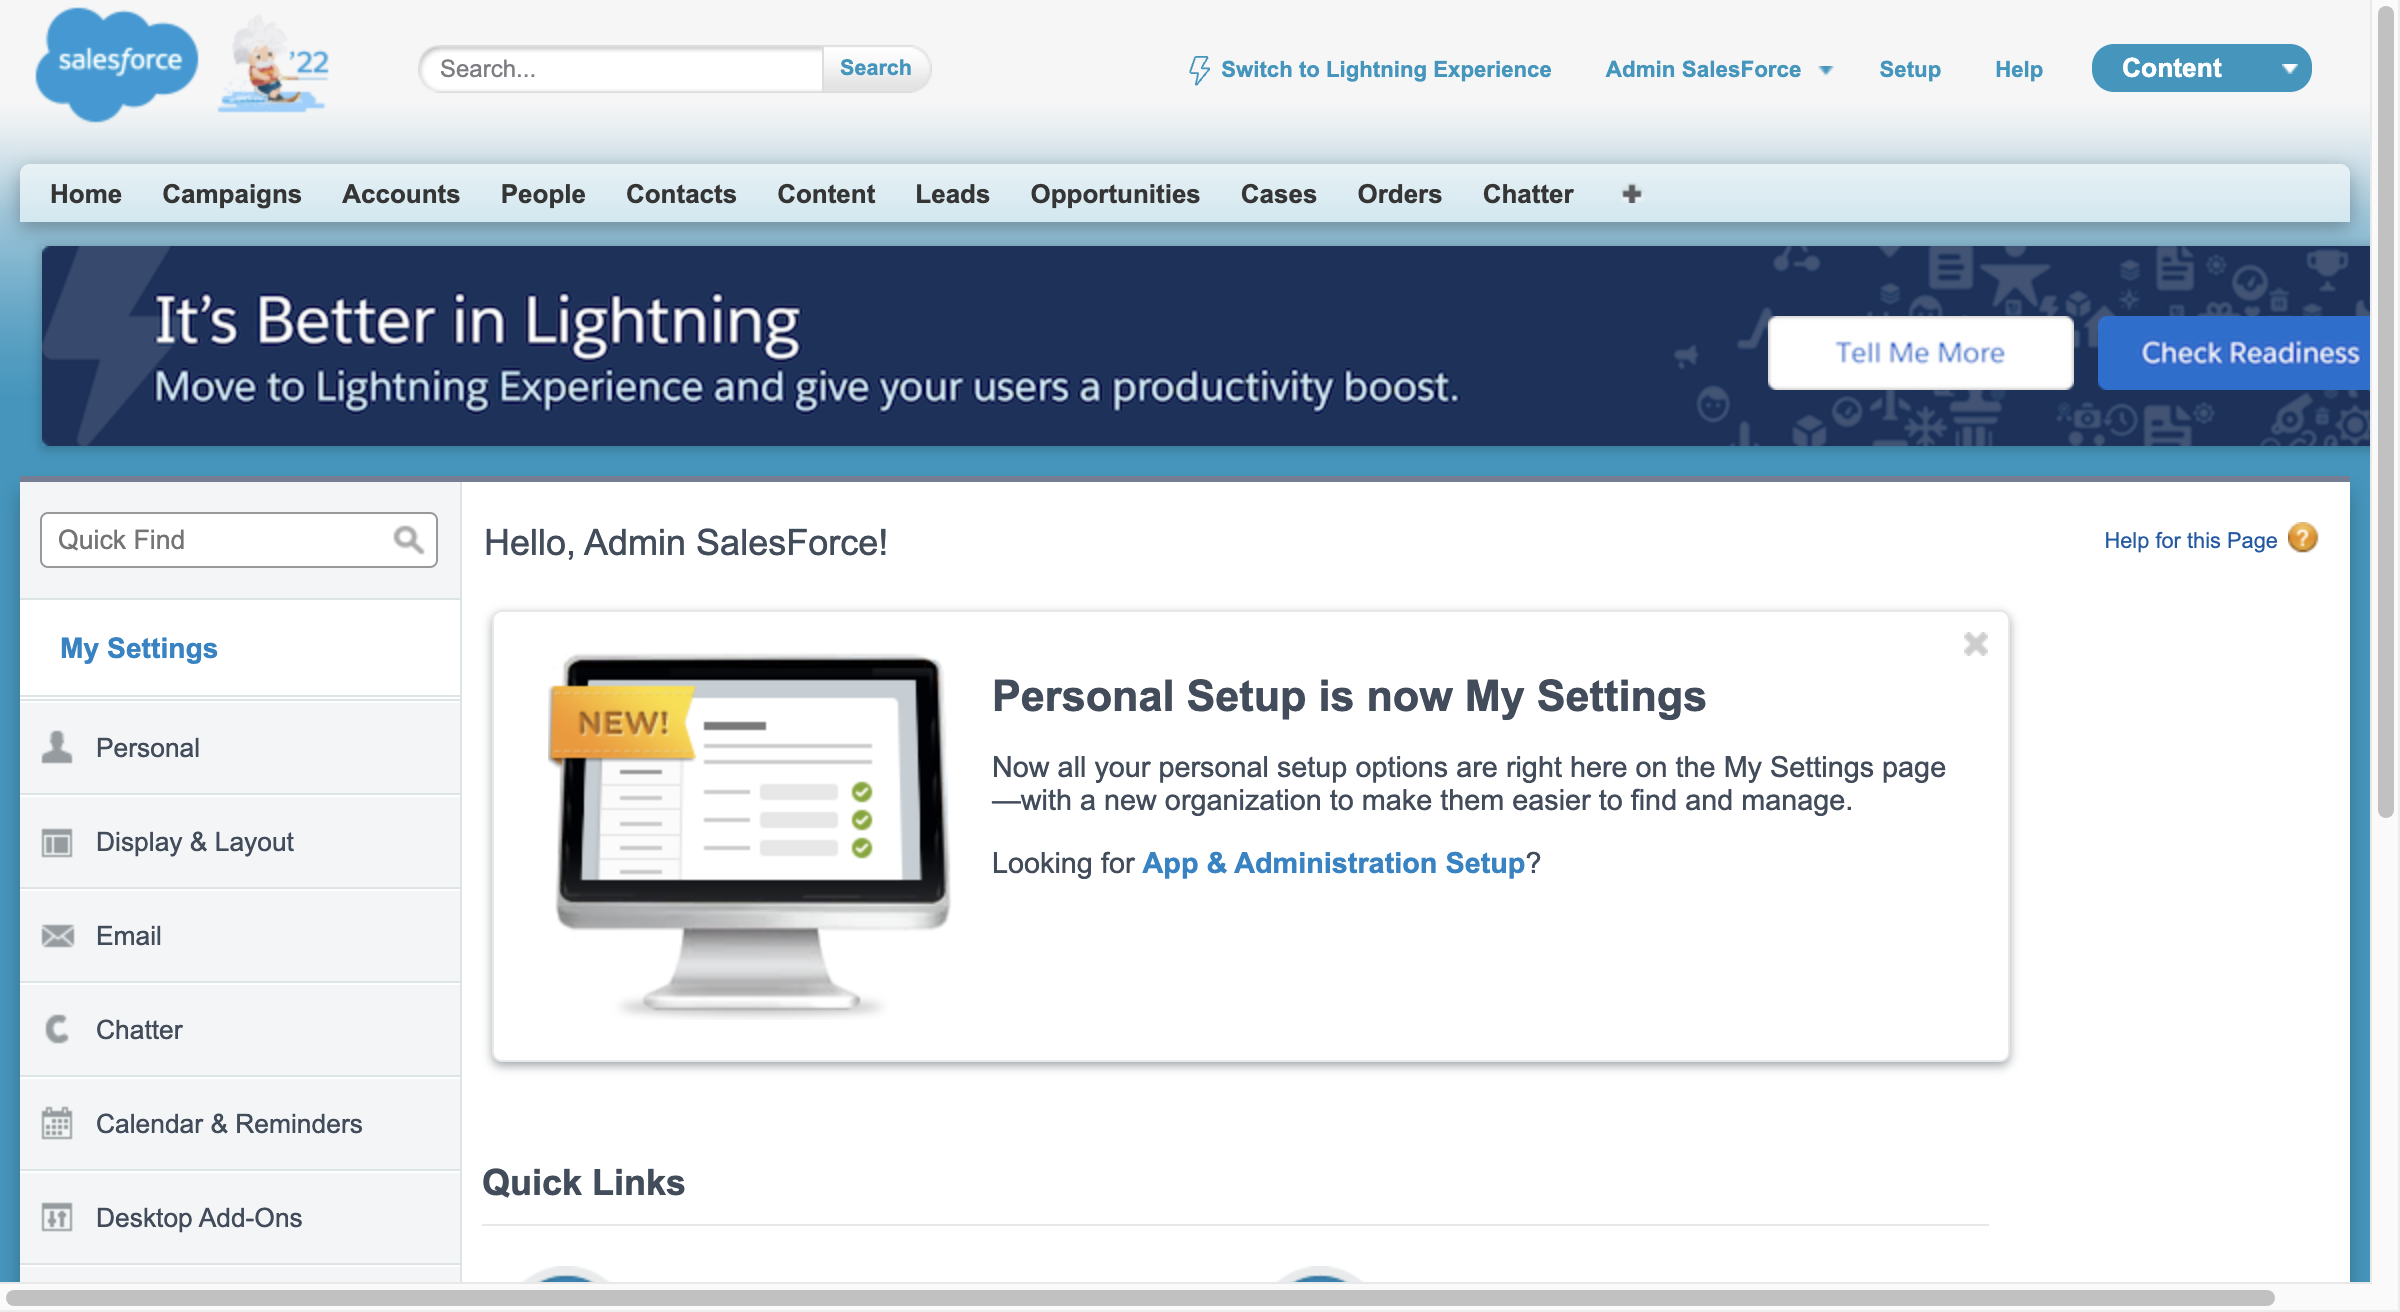 salesforce
'22
Search...
Search
Switch to Lightning Experience
Admin SalesForce
Setup
Help
Content
Home
Campaigns
Accounts
People
Contacts
Content
Leads
Opportunities
Cases
Orders
Chatter
It's Better in Lightning
Move to Lightning Experience and give your users a productivity boost.
Tell Me More
Check Readiness
Quick Find
My Settings
Personal
Display & Layout
Email
Chatter
Calendar & Reminders
Desktop Add-Ons
Hello, Admin SalesForce!
Help for this Page
NEW!
Personal Setup is now My Settings
Now all your personal setup options are right here on the My Settings page
—with a new organization to make them easier to find and manage.
Looking for App & Administration Setup?
Quick Links